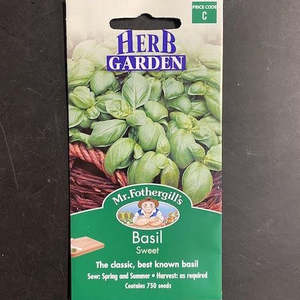 PRICE CODE
C
HERB
GARDEN
Mr. Fothergill's
Basil
Sweet
The classic, best known basil
Sow: Spring and Summer • Harvest: as required
Contains 750 seeds